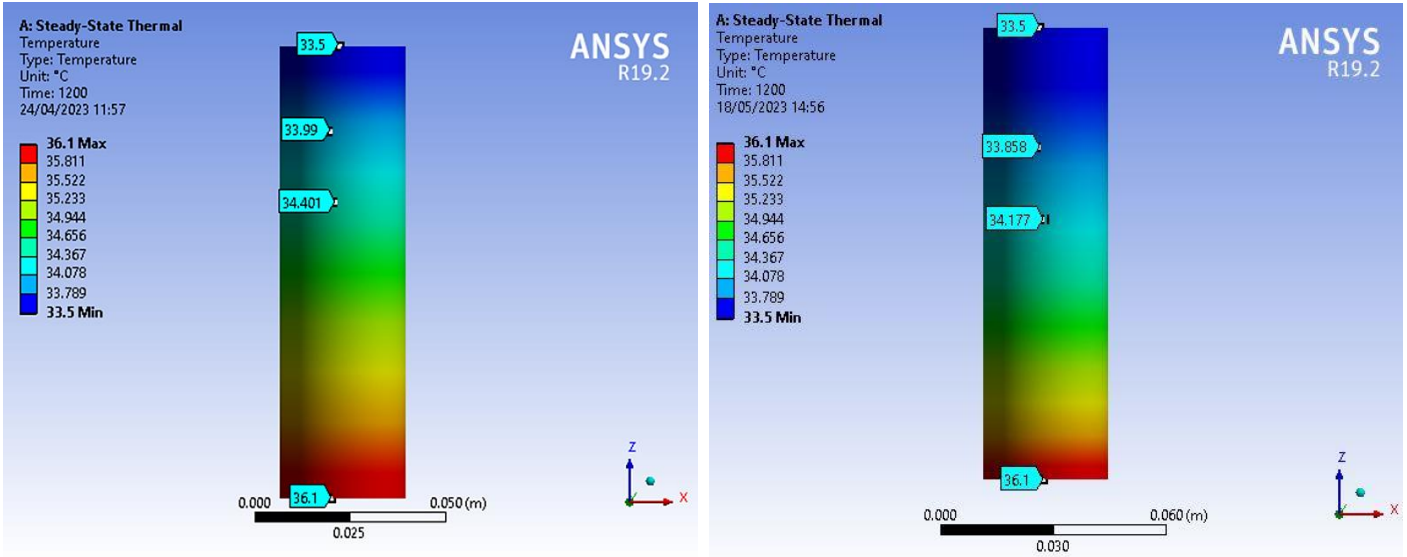 A: Steady-State Thermal
Temperature
Type: Temperature
Unit: °C
Time: 1200
24/04/2023 11:57
36.1 Max
35.811
35.522
35.233
34.944
34.656
34.367
34.078
33.789
33.5 Min
33.5
33.99
34.401
36.1
ANSYS
R19.2
0.000
0.050 (m)
0.025
Z
X
A: Steady-State Thermal
Temperature
Type: Temperature
Unit: °C
Time: 1200
18/05/2023 14:56
36.1 Max
35.811
35.522
35.233
34.944
34.656
34.367
34.078
33.789
33.5 Min
33.5
33.858
34.177
36.1
ANSYS
R19.2
0.000
0.060 (m)
0.030
Z
X